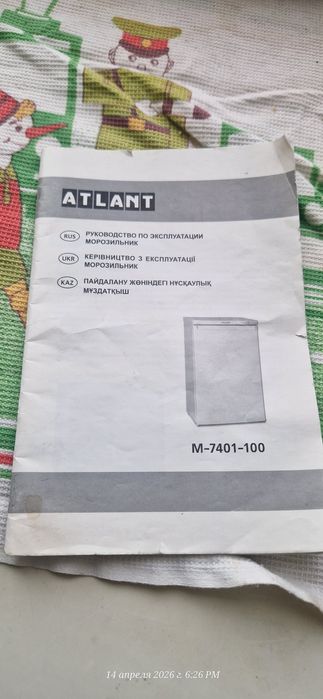 ATLANT
RUS РУКОВОДСТВО ПО ЭКСПЛУАТАЦИИ
МОРОЗИЛЬНИК
UKR КЕРІВНИЦТВО З ЕКСПЛУАТАЦІЇ
МОРОЗИЛЬНИК
KAZ ПАЙДАЛАНУ ЖӨНІНДЕГІ НҰСҚАУЛЫҚ
МҰЗДАТҚЫШ
М-7401-100
14 апреля 2026 г. 6:26 PM